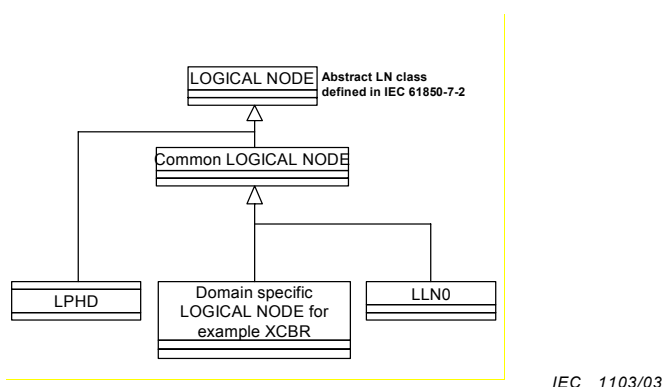 LOGICAL NODE
Abstract LN class
defined in IEC 61850-7-2
Common LOGICAL NODE
LPHD
Domain specific
LOGICAL NODE for
example XCBR
LLN0
IEC 1103/03